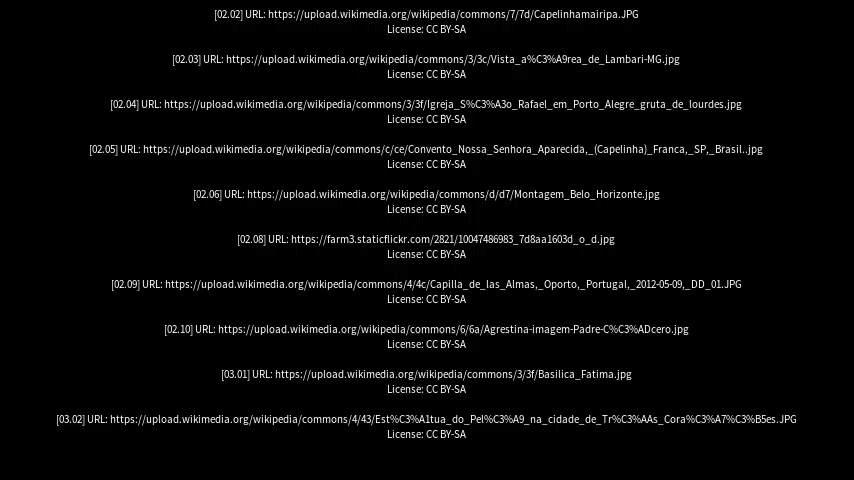 [02.02] URL: https://upload.wikimedia.org/wikipedia/commons/7/7d/Capelinhamairipa.JPG
License: CC BY-SA
[02.03] URL: https://upload.wikimedia.org/wikipedia/commons/3/3c/Vista_a%C3%A9rea_de_Lambari-MG.jpg
License: CC BY-SA
[02.04] URL: https://upload.wikimedia.org/wikipedia/commons/3/3f/Igreja_S%C3%A3o_Rafael_em_Porto_Alegre_gruta_de_lourdes.jpg
License: CC BY-SA
[02.05] URL: https://upload.wikimedia.org/wikipedia/commons/c/ce/Convento_Nossa_Senhora_Aparecida,_(Capelinha)_Franca,_SP,_Brasil..jpg
License: CC BY-SA
[02.06] URL: https://upload.wikimedia.org/wikipedia/commons/d/d7/Montagem_Belo_Horizonte.jpg
License: CC BY-SA
[02.08] URL: https://farm3.staticflickr.com/2821/10047486983_7d8aa1603d_o_d.jpg
License: CC BY-SA
[02.09] URL: https://upload.wikimedia.org/wikipedia/commons/4/4c/Capilla_de_las_Almas,_Oporto,_Portugal,_2012-05-09,_DD_01.JPG
License: CC BY-SA
[02.10] URL: https://upload.wikimedia.org/wikipedia/commons/6/6a/Agrestina-imagem-Padre-C%C3%ADcero.jpg
License: CC BY-SA
[03.01] URL: https://upload.wikimedia.org/wikipedia/commons/3/3f/Basilica_Fatima.jpg
License: CC BY-SA
[03.02] URL: https://upload.wikimedia.org/wikipedia/commons/4/43/Est%C3%A1tua_do_Pel%C3%A9_na_cidade_de_Tr%C3%AAs_Cora%C3%A7%C3%B5es.JPG
License: CC BY-SA